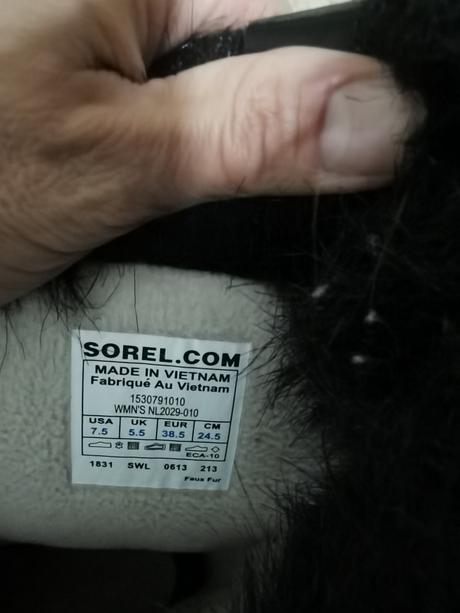 SOREL.COM
MADE IN VIETNAM
Fabriqué Au Vietnam
1530791010
WMN'S NL2029-010
USA UK EUR CM
7.5 5.5 38.5 24.5
ECA-10
1831 SWL 0613 213
Faux Fur